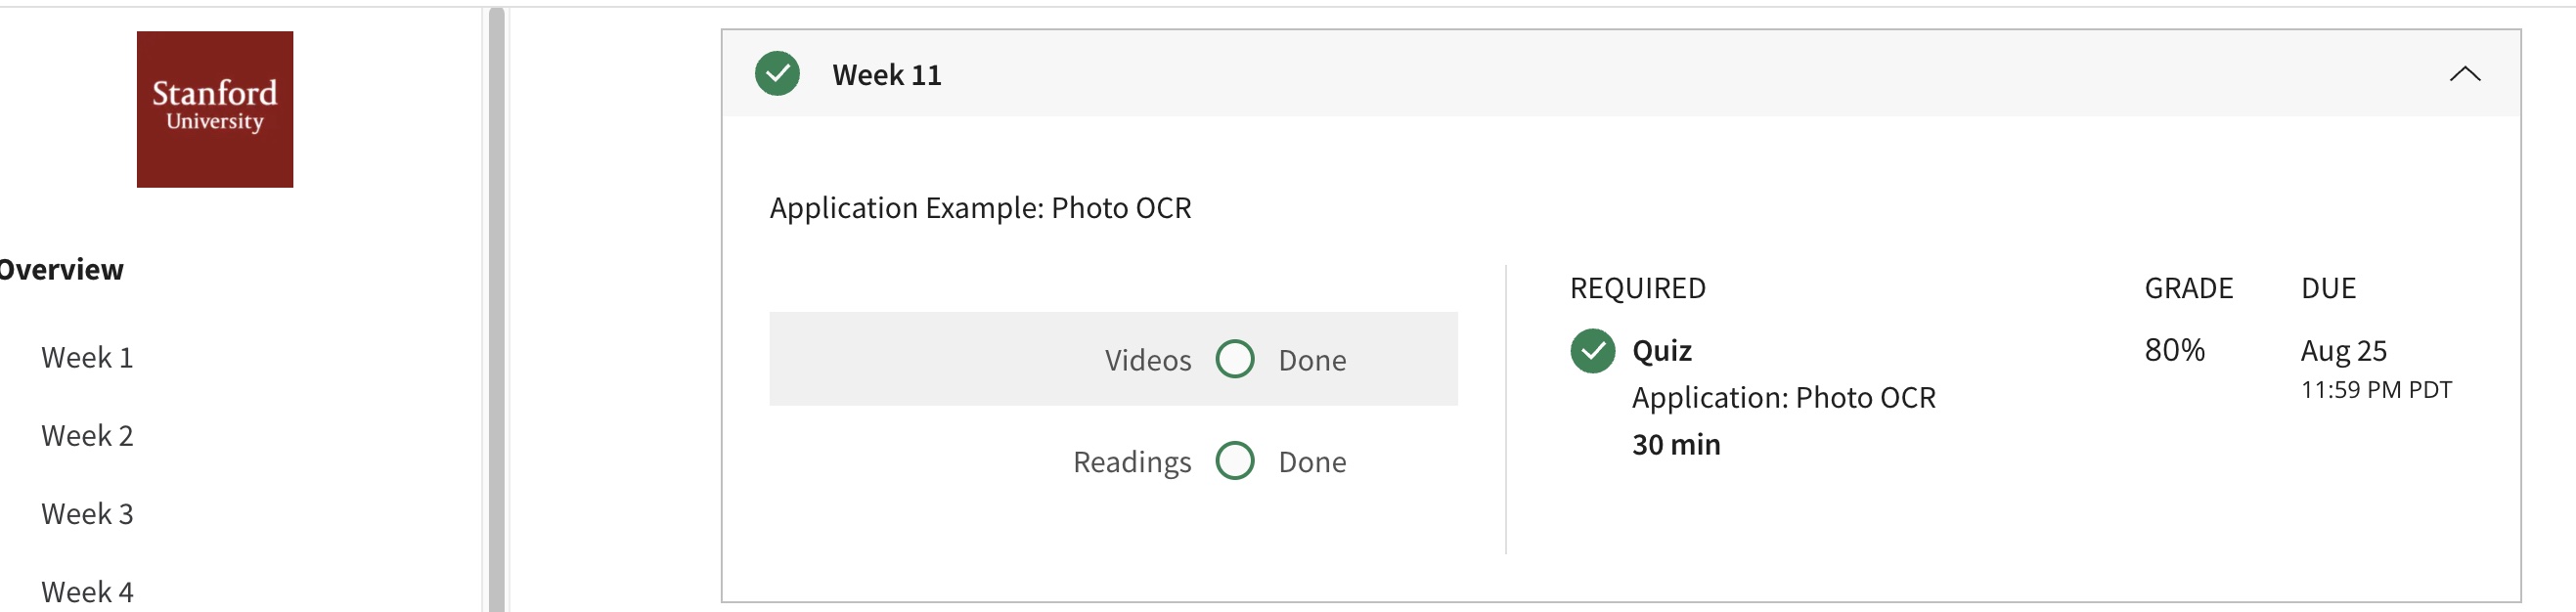 Stanford
University
Overview
Week 1
Week 2
Week 3
Week 4
Week 11
Application Example: Photo OCR
Videos Done
Readings Done
REQUIRED GRADE DUE
Quiz 80% Aug 25
11:59 PM PDT
Application: Photo OCR
30 min